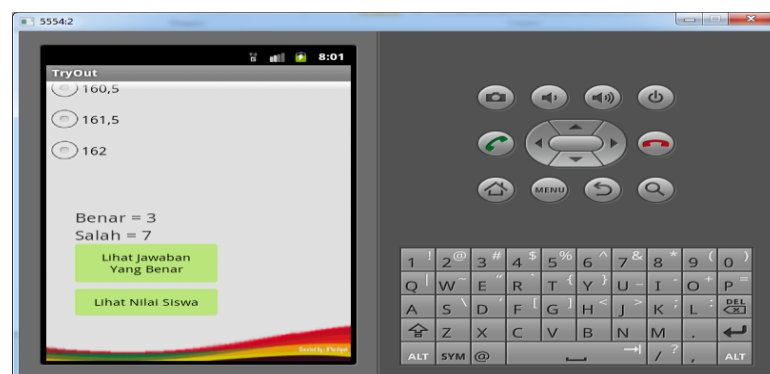 5554:2
8:01
TryOut
160,5
161,5
162
Benar = 3
Salah = 7
Lihat Jawaban
Yang Benar
Lihat Nilai Siswa
MENU
1 ! 2 @ 3 # 4 $ 5 % 6 ^ 7 & 8 * 9 ( 0 )
Q | W ~ E " R ` T { Y } U _ I - O + P =
A S \ D ' F [ G ] H < J > K ; L : DEL
Z X C V B N M .
ALT SYM @ / ? , ALT